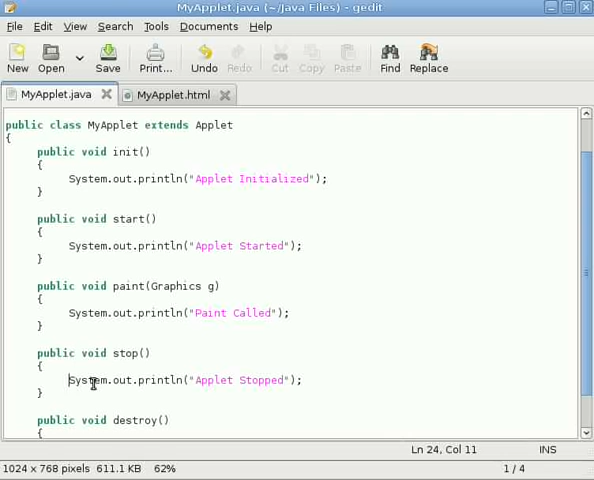 MyApplet.java (~/Java Files) - gedit
File Edit View Search Tools Documents Help
New Open Save Print... Undo Redo Cut Copy Paste Find Replace
MyApplet.java MyApplet.html
public class MyApplet extends Applet
{
public void init()
{
System.out.println("Applet Initialized");
}
public void start()
{
System.out.println("Applet Started");
}
public void paint(Graphics g)
{
System.out.println("Paint Called");
}
public void stop()
{
System.out.println("Applet Stopped");
}
public void destroy()
{
Ln 24, Col 11 INS
1024 x 768 pixels 611.1 KB 62% 1 / 4